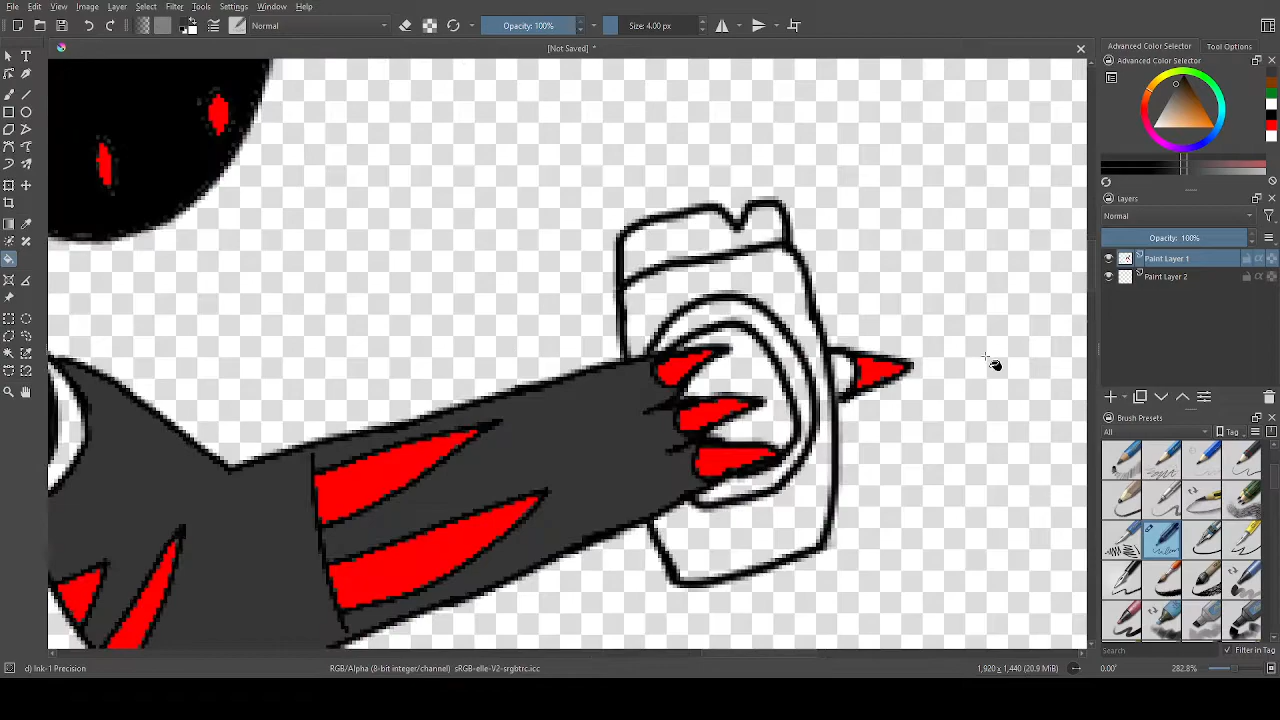 File Edit View Image Layer Select Filter Tools Settings Window Help
Normal
Opacity: 100%
Size: 4.00 px
[Not Saved] *
Advanced Color Selector
Tool Options
Advanced Color Selector
Layers
Normal
Opacity: 100%
Paint Layer 1
Paint Layer 2
Brush Presets
All
Tag
Search
Filter in Tag
d) Ink-1 Precision
RGB/Alpha (8-bit integer/channel) sRGB-elle-V2-srgbtrc.icc
1,920 x 1,440 (20.9 MiB)
0.00°
282.8%